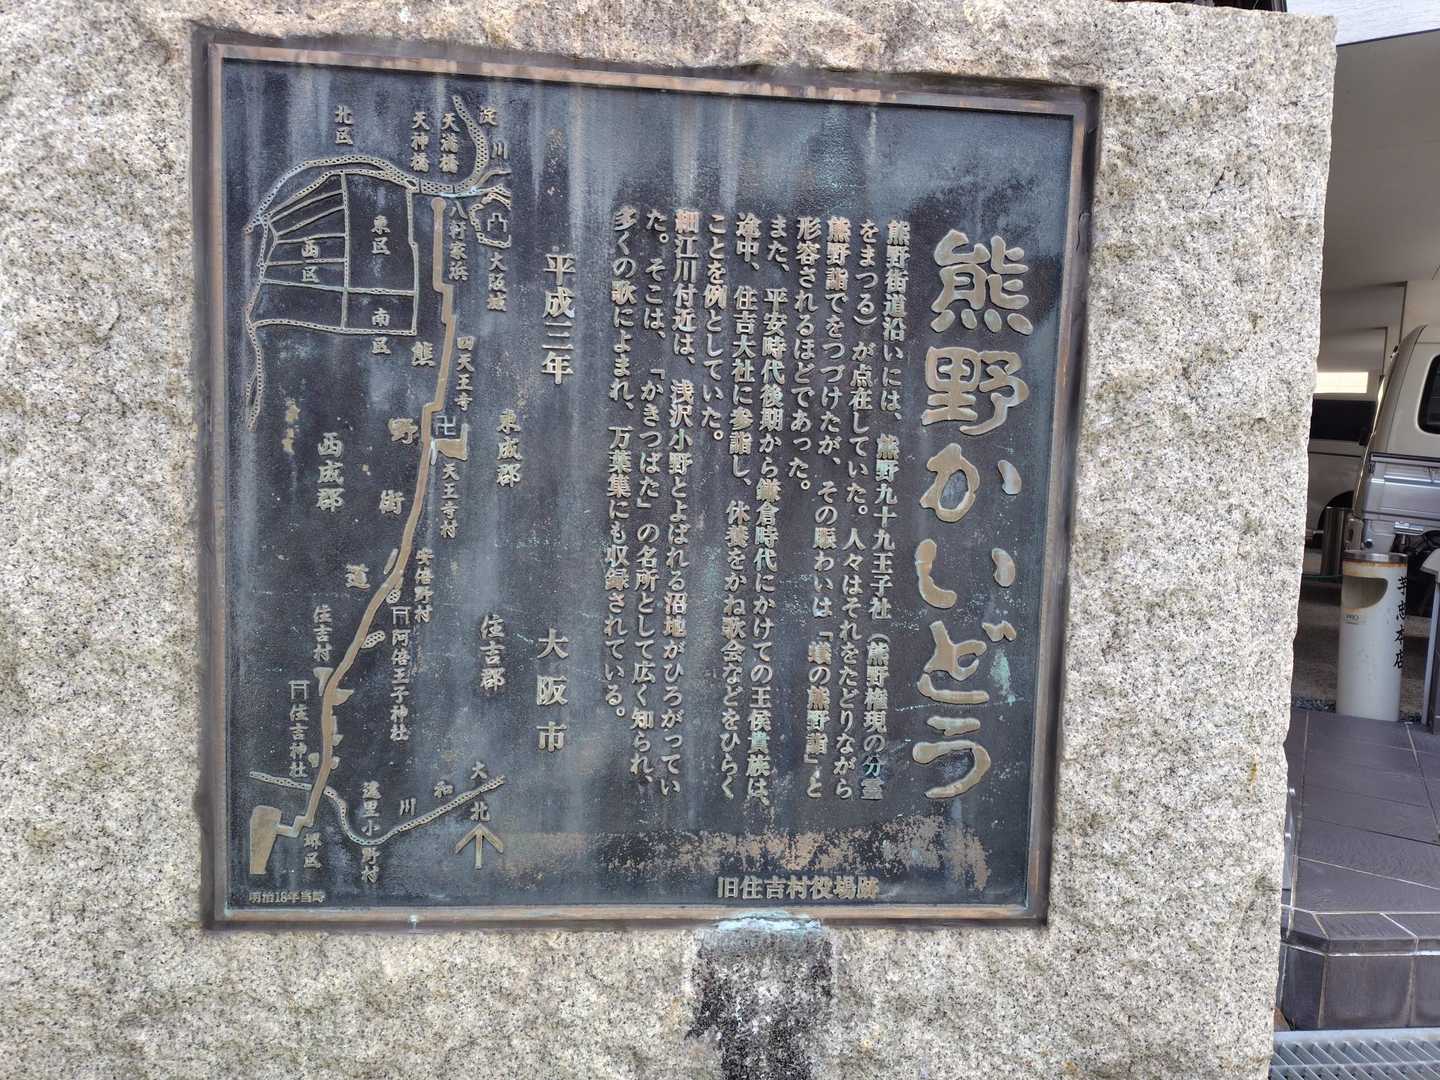 熊野かいどう
熊野街道沿いには、熊野九十九王子社（熊野権現の分霊
をまつる）が点在していた。人々はそれをたどりながら
熊野詣でをつづけたが、その賑わいは「蟻の熊野詣」と
形容されるほどであった。
また、平安時代後期から鎌倉時代にかけての王侯貴族は、
途中、住吉大社に参詣し、休養をかね歌会などをひらく
ことを例としていた。
細江川付近は、浅沢小野とよばれる沼地がひろがってい
た。そこは、「かきつばた」の名所として広く知られ、
多くの歌によまれ、万葉集にも収録されている。
平成三年
大阪市
旧住吉村役場跡
淀川
天満橋
天神橋
北区
八軒家浜
大阪城
東区
西区
南区
熊野街道
四天王寺
卍
天王寺村
東成郡
西成郡
安倍野村
阿倍王子神社
住吉郡
住吉村
住吉神社
遠里小野村
大和川
堺区
北
明治18年当時
芋忠本店